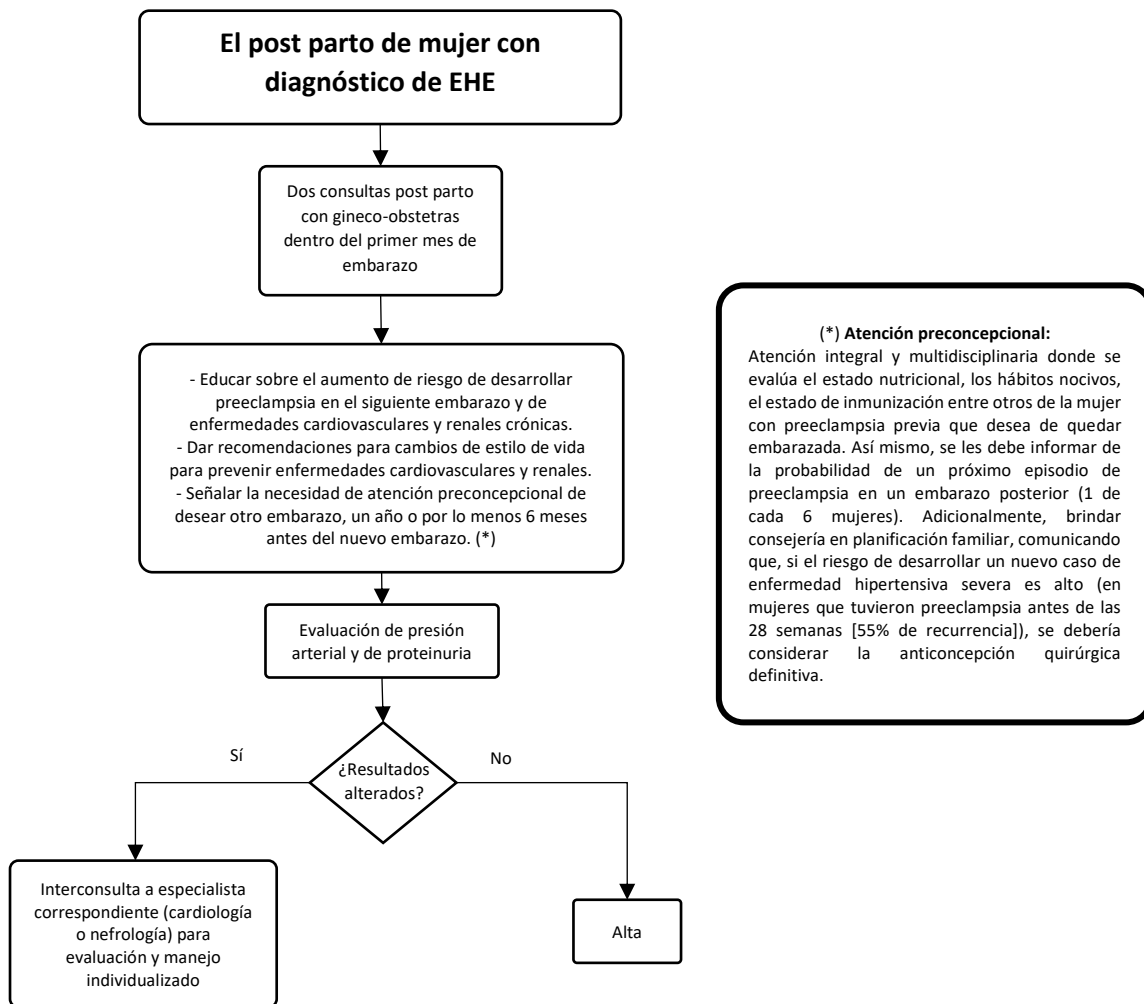 El post parto de mujer con
diagnóstico de EHE
Dos consultas post parto
con gineco-obstetras
dentro del primer mes de
embarazo
- Educar sobre el aumento de riesgo de desarrollar
preeclampsia en el siguiente embarazo y de
enfermedades cardiovasculares y renales crónicas.
- Dar recomendaciones para cambios de estilo de vida
para prevenir enfermedades cardiovasculares y renales.
- Señalar la necesidad de atención preconcepcional de
desear otro embarazo, un año o por lo menos 6 meses
antes del nuevo embarazo. (*)
Evaluación de presión
arterial y de proteinuria
¿Resultados
alterados?
Sí
No
Interconsulta a especialista
correspondiente (cardiología
o nefrología) para
evaluación y manejo
individualizado
Alta
(*) Atención preconcepcional:
Atención integral y multidisciplinaria donde se
evalúa el estado nutricional, los hábitos nocivos,
el estado de inmunización entre otros de la mujer
con preeclampsia previa que desea de quedar
embarazada. Así mismo, se les debe informar de
la probabilidad de un próximo episodio de
preeclampsia en un embarazo posterior (1 de
cada 6 mujeres). Adicionalmente, brindar
consejería en planificación familiar, comunicando
que, si el riesgo de desarrollar un nuevo caso de
enfermedad hipertensiva severa es alto (en
mujeres que tuvieron preeclampsia antes de las
28 semanas [55% de recurrencia]), se debería
considerar la anticoncepción quirúrgica
definitiva.